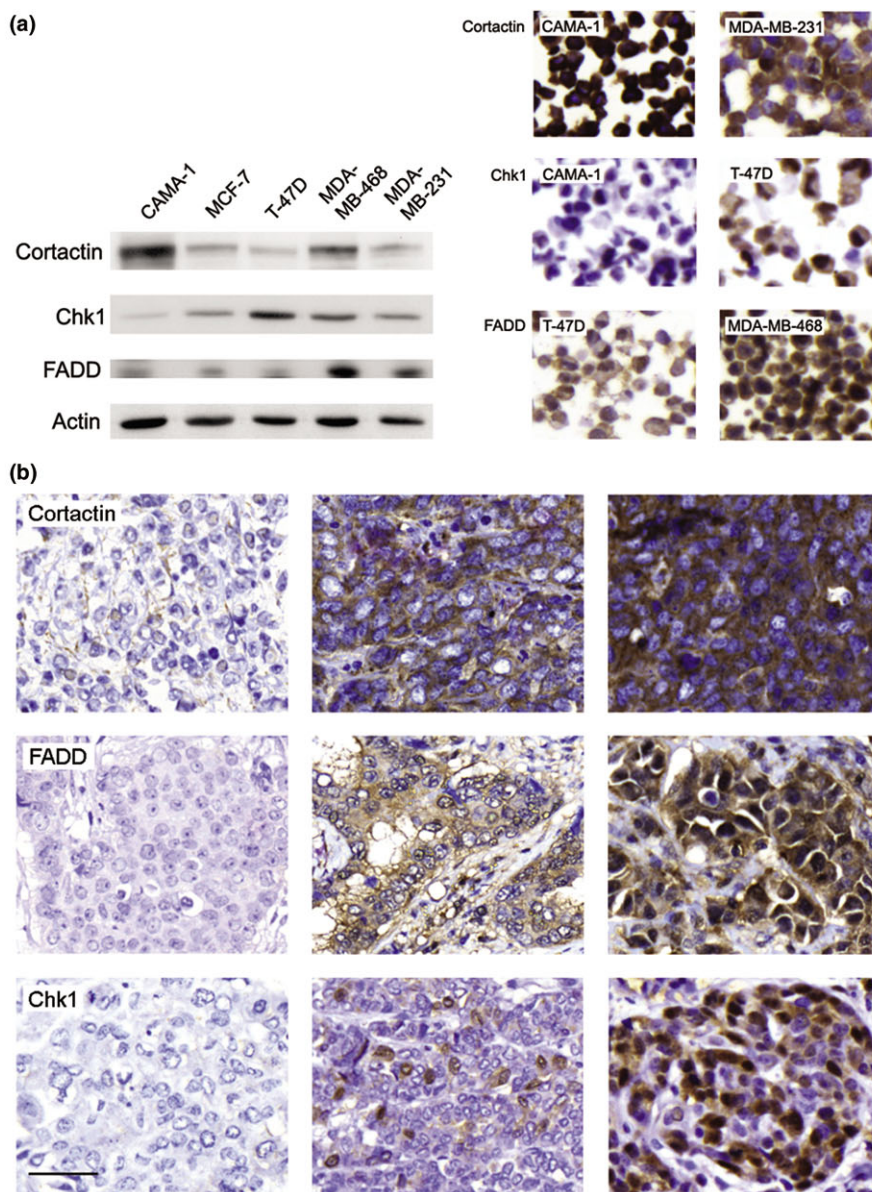 (a)
Cortactin CAMA-1 MDA-MB-231
Chk1 CAMA-1 T-47D
FADD T-47D MDA-MB-468
CAMA-1
MCF-7
T-47D
MDA-
MB-468
MDA-
MB-231
Cortactin
Chk1
FADD
Actin
(b)
Cortactin
FADD
Chk1